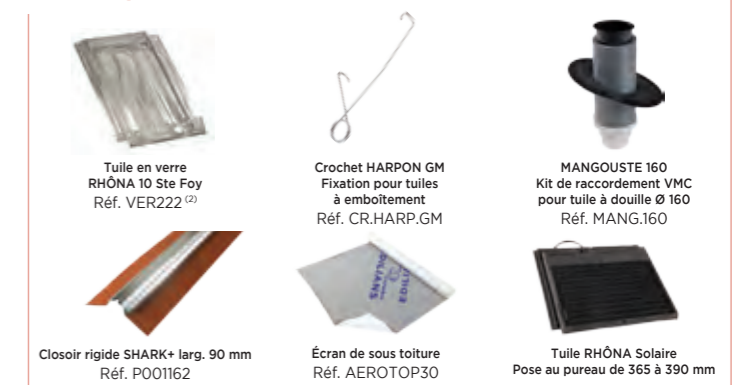 Tuile en verre
RHÔNA 10 Ste Foy
Réf. VER222 (2)
Crochet HARPON GM
Fixation pour tuiles
à emboîtement
Réf. CR.HARP.GM
MANGOUSTE 160
Kit de raccordement VMC
pour tuile à douille Ø 160
Réf. MANG.160
EDILIANS
EDILI
Closoir rigide SHARK+ larg. 90 mm
Réf. P001162
Écran de sous toiture
Réf. AEROTOP30
Tuile RHÔNA Solaire
Pose au pureau de 365 à 390 mm